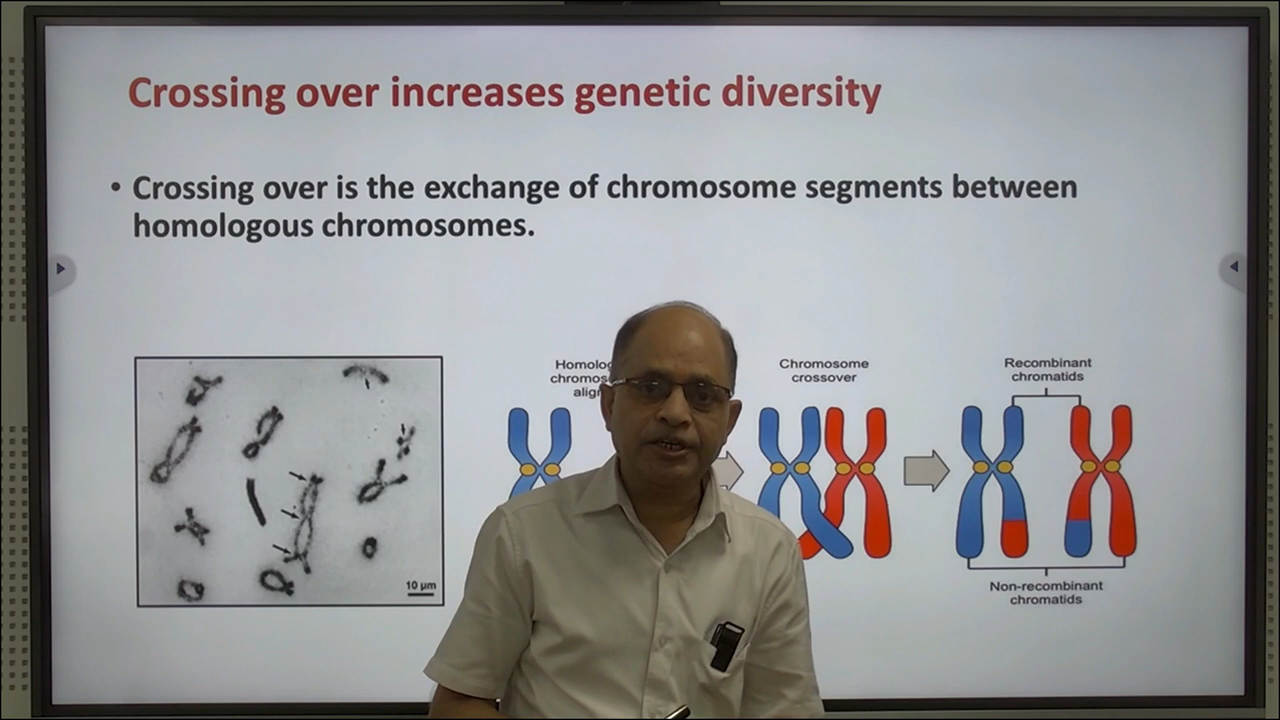 Crossing over increases genetic diversity
• Crossing over is the exchange of chromosome segments between
homologous chromosomes.
Chromosome
crossover
Recombinant
chromatids
10 µm
Non-recombinant
chromatids